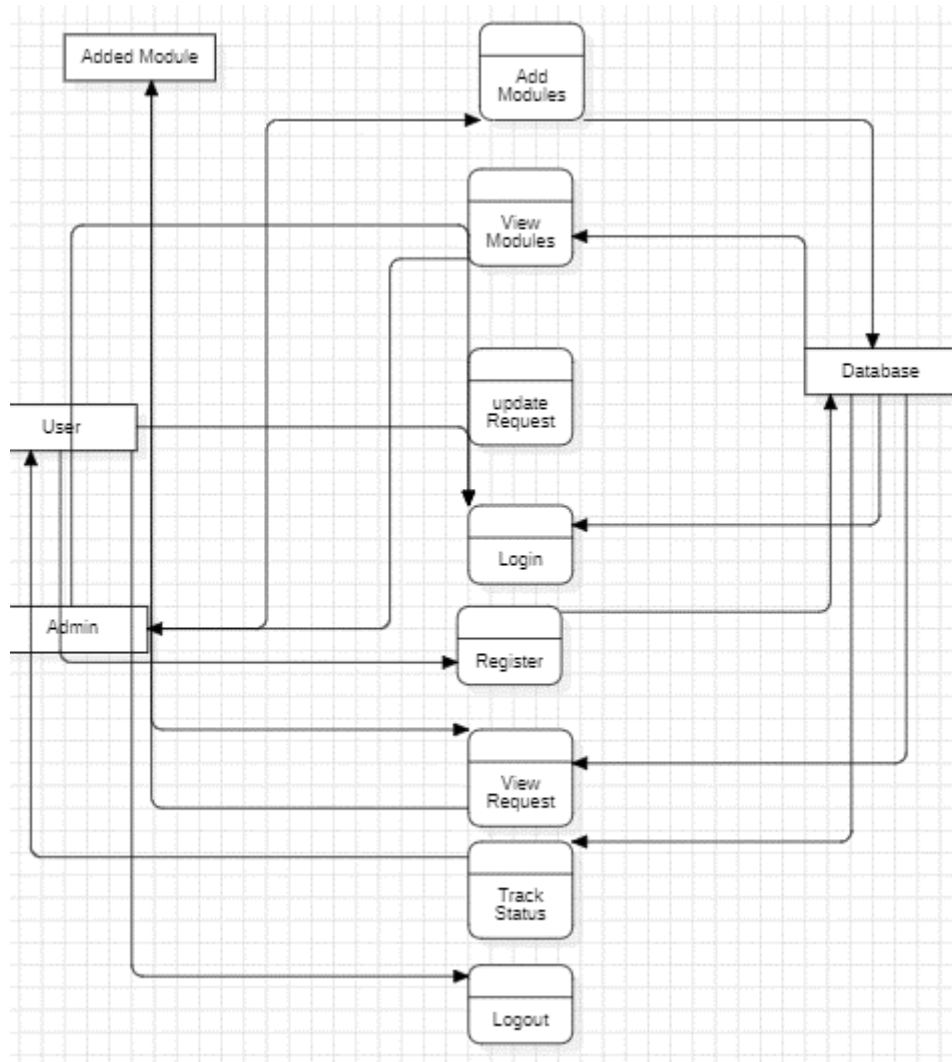 Added Module
Add
Modules
View
Modules
Database
update
Request
User
Login
Admin
Register
View
Request
Track
Status
Logout